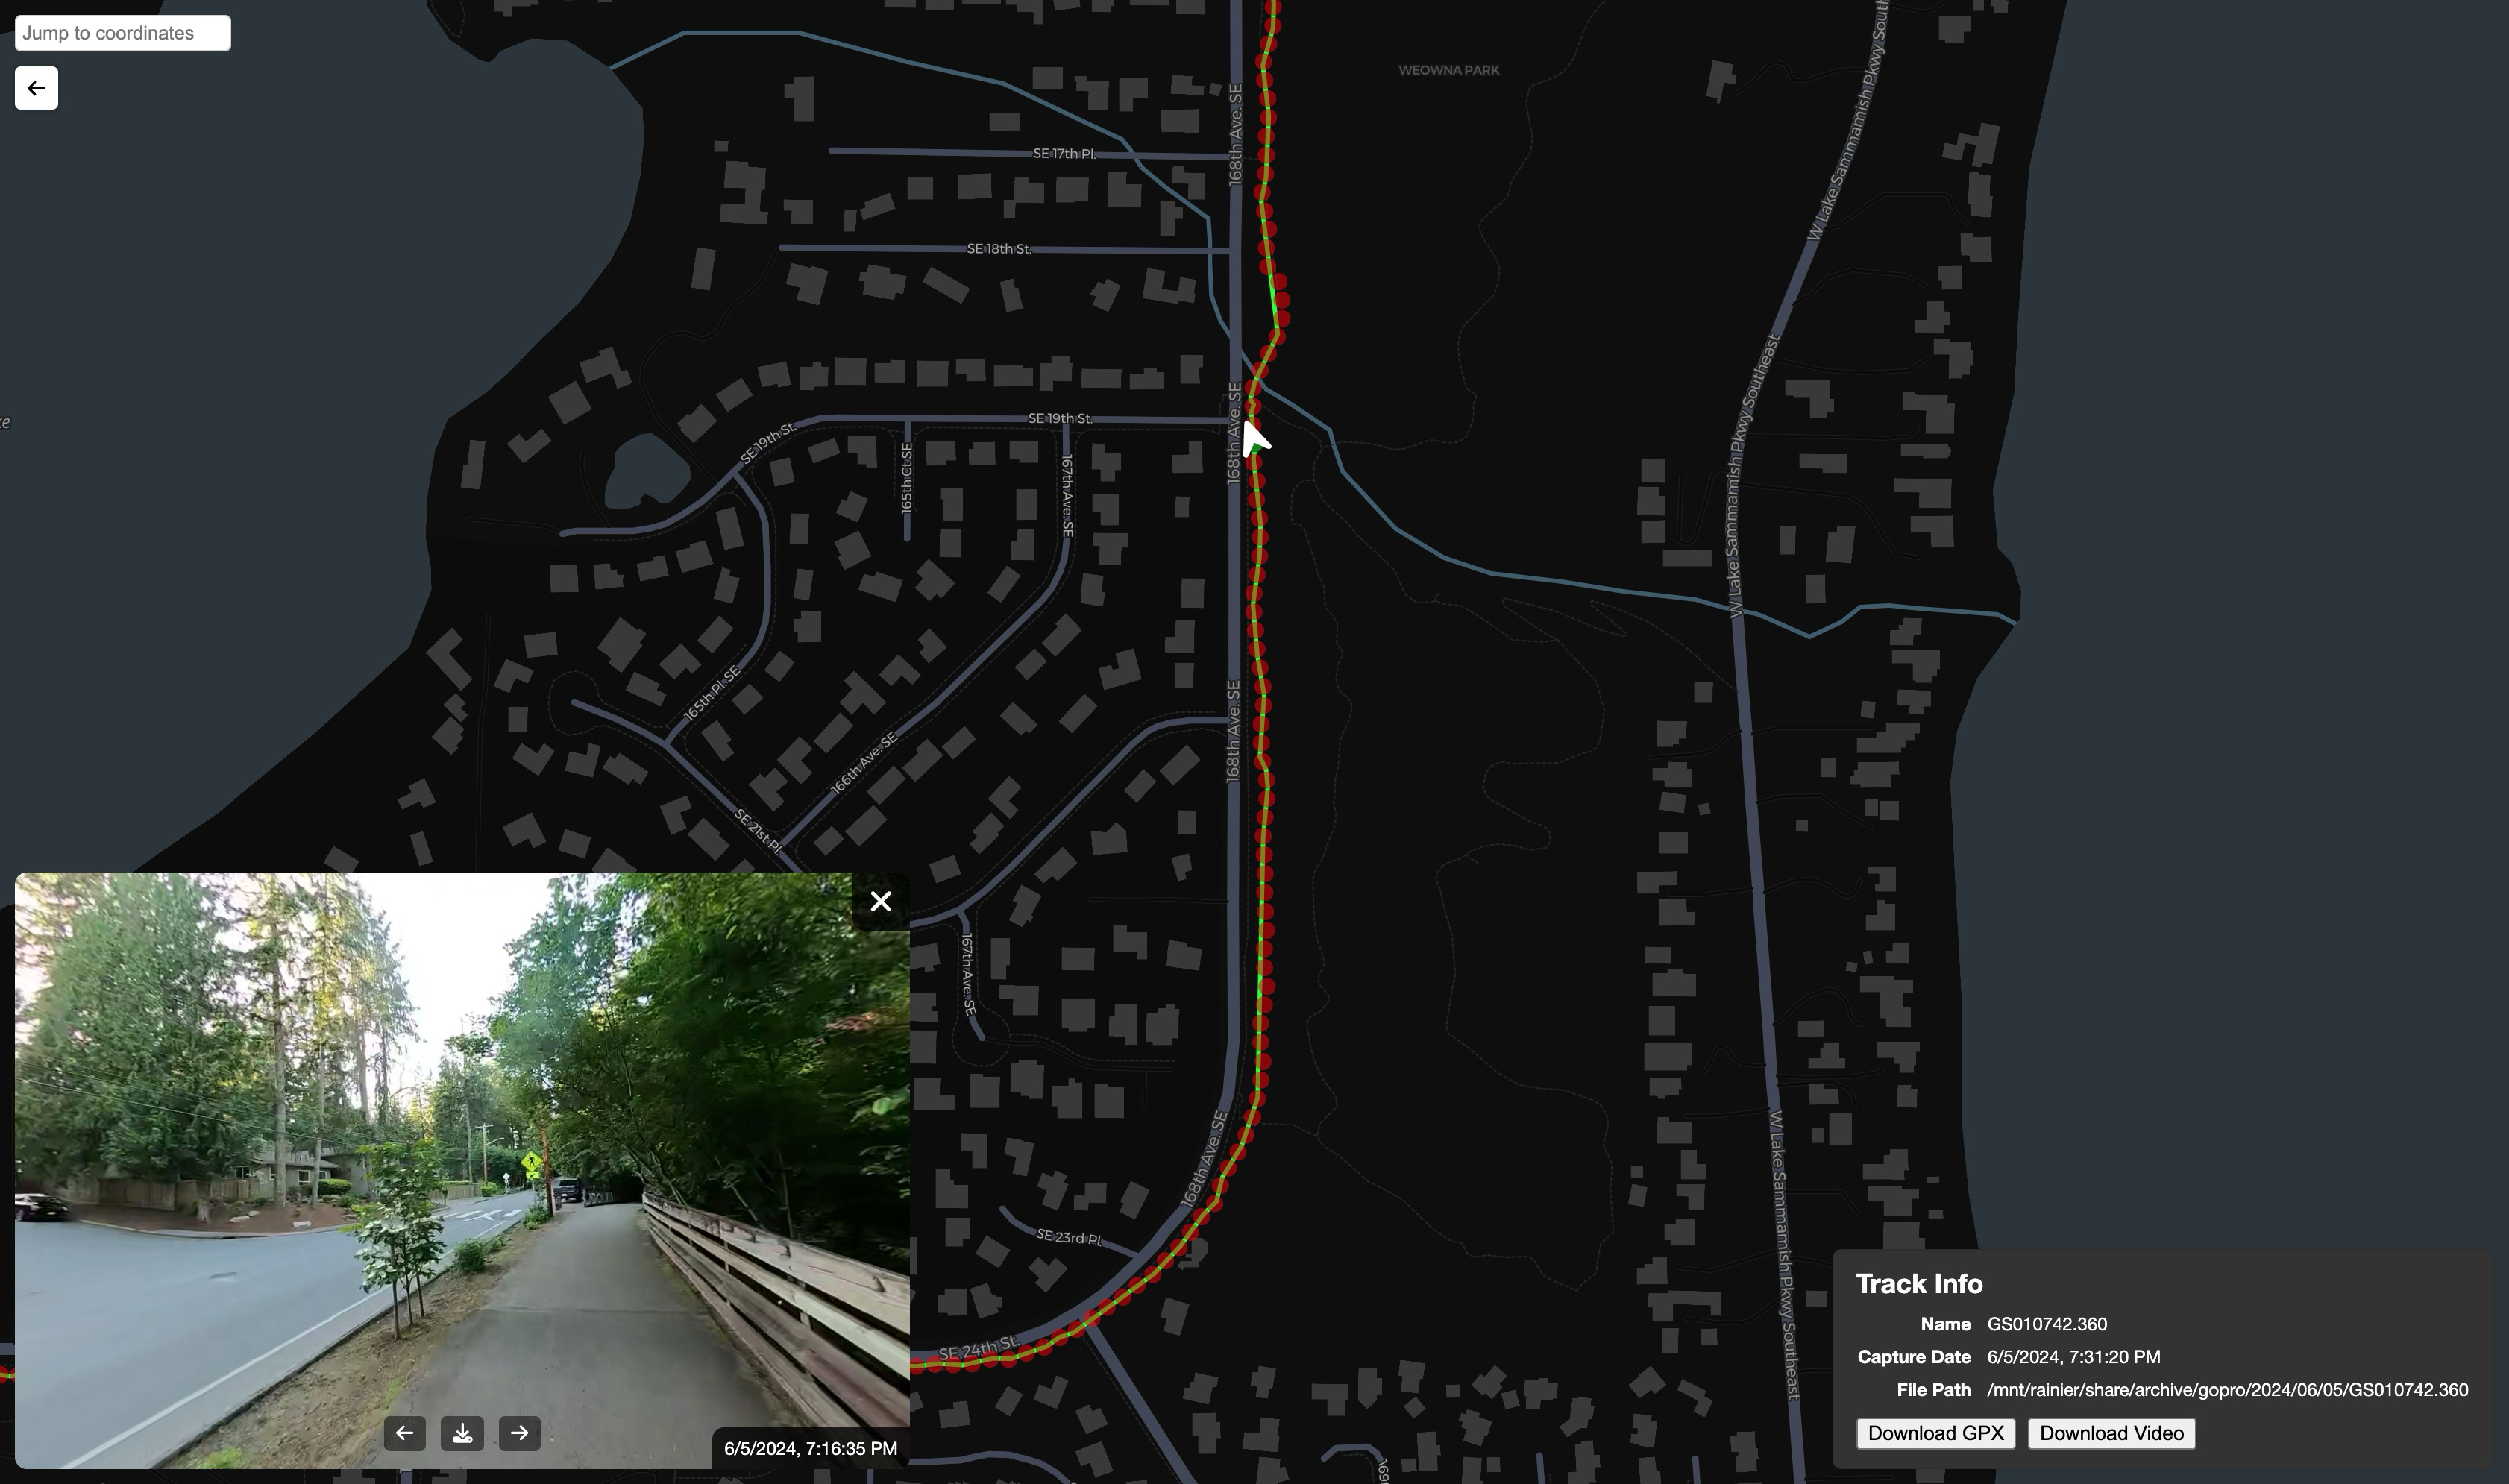 Jump to coordinates
WEOWNA PARK
168th Ave. SE
W Lake Sammamish Pkwy South
SE 17th Pl.
SE 18th St.
W Lake Sammamish Pkwy Southeast
SE 19th St.
168th Ave. SE
SE 19th St.
165th Ct SE
167th Ave. SE
165th Pl. SE
166th Ave. SE
168th Ave. SE
SE 21st Pl.
167th Ave. SE
168th Ave. SE
W Lake Sammamish Pkwy Southeast
SE 23rd Pl.
SE 24th St.
6/5/2024, 7:16:35 PM
Track Info
Name GS010742.360
Capture Date 6/5/2024, 7:31:20 PM
File Path /mnt/rainier/share/archive/gopro/2024/06/05/GS010742.360
Download GPX Download Video